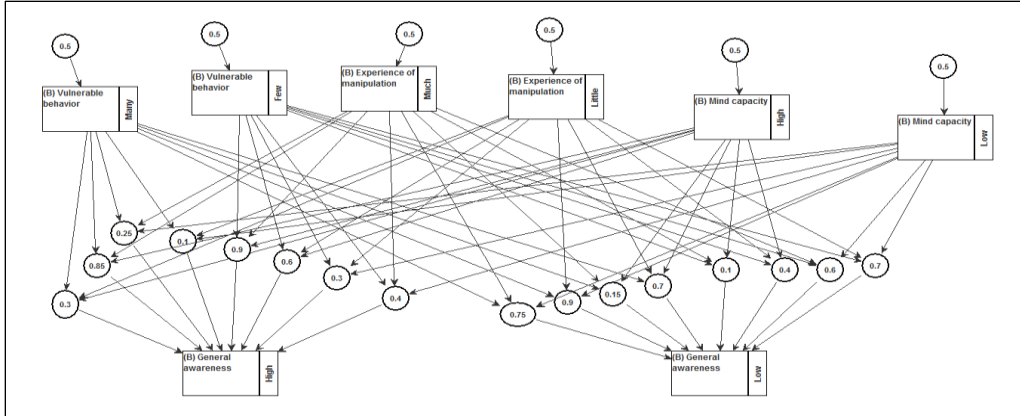 0.5
0.5
0.5
0.5
0.5
0.5
(B) Vulnerable
behavior
Many
(B) Vulnerable
behavior
Few
(B) Experience of
manipulation
Much
(B) Experience of
manipulation
Little
(B) Mind capacity
High
(B) Mind capacity
Low
0.25
0.1
0.9
0.85
0.6
0.3
0.3
0.4
0.75
0.9
0.15
0.7
0.1
0.4
0.6
0.7
(B) General
awareness
High
(B) General
awareness
Low